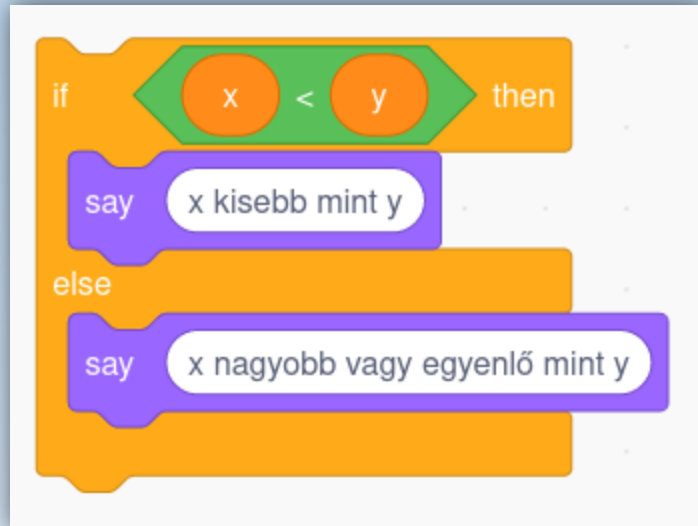 if x < y then
say x kisebb mint y
else
say x nagyobb vagy egyenlő mint y